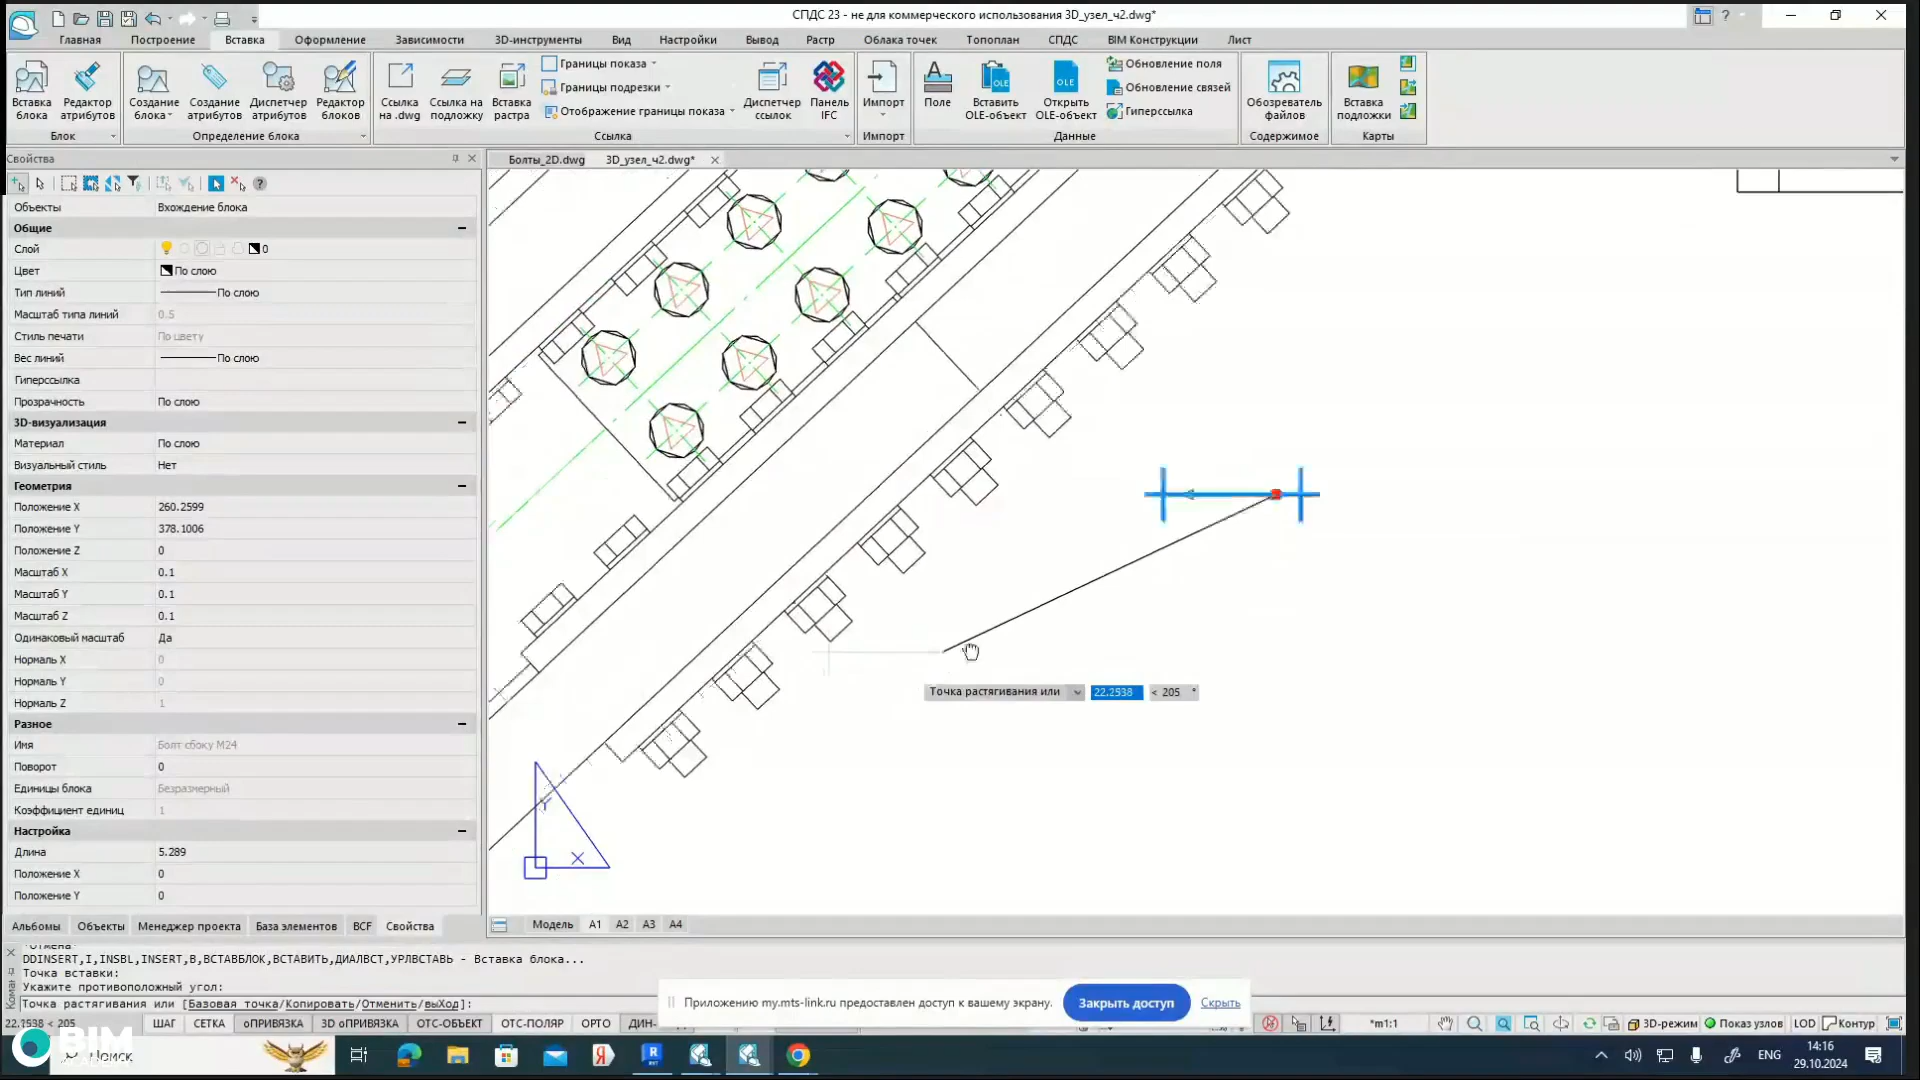 СПДС 23 - не для коммерческого использования 3D_узел_ч2.dwg*
Главная Построение Вставка Оформление Зависимости 3D-инструменты Вид Настройки Вывод Растр Облака точек Топоплан СПДС BIM Конструкции Лист
Вставка блока
Редактор атрибутов
Создание блока
Создание атрибутов
Диспетчер атрибутов
Редактор блоков
Ссылка на .dwg
Ссылка на подложку
Вставка растра
Границы показа
Границы подрезки
Отображение границы показа
Диспетчер ссылок
Панель IFC
Импорт
Поле
Вставить OLE-объект
Открыть OLE-объект
Обновление поля
Обновление связей
Гиперссылка
Обозреватель файлов
Вставка подложки
Блок Определение блока Ссылка Импорт Данные Содержимое Карты
Свойства
Болты_2D.dwg 3D_узел_ч2.dwg*
Объекты Вхождение блока
Общие
Слой 0
Цвет По слою
Тип линий По слою
Масштаб типа линий 0.5
Стиль печати По цвету
Вес линий По слою
Гиперссылка
Прозрачность По слою
3D-визуализация
Материал По слою
Визуальный стиль Нет
Геометрия
Положение X 260.2599
Положение Y 378.1006
Положение Z 0
Масштаб X 0.1
Масштаб Y 0.1
Масштаб Z 0.1
Одинаковый масштаб Да
Нормаль X 0
Нормаль Y 0
Нормаль Z 1
Разное
Имя Болт сбоку М24
Поворот 0
Единицы блока Безразмерный
Коэффициент единиц 1
Настройка
Длина 5.289
Положение X 0
Положение Y 0
Точка растягивания или 22.2538 < 205 °
Y
X
Альбомы Объекты Менеджер проекта База элементов BCF Свойства
Модель A1 A2 A3 A4
*Отмена*
DDINSERT,I,INSBL,INSERT,В,ВСТАВБЛОК,ВСТАВИТЬ,ДИАЛВСТ,УРЛВСТАВЬ - Вставка блока...
Точка вставки:
Укажите противоположный угол:
Точка растягивания или [Базовая точка/Копировать/Отменить/выХод]:
Приложению my.mts-link.ru предоставлен доступ к вашему экрану. Закрыть доступ Скрыть
22.2538 < 205 ШАГ СЕТКА оПРИВЯЗКА 3D оПРИВЯЗКА ОТС-ОБЪЕКТ ОТС-ПОЛЯР ОРТО ДИН- *m1:1 3D-режим Показ узлов LOD Контур
BIM
Поиск
ENG
14:16
29.10.2024